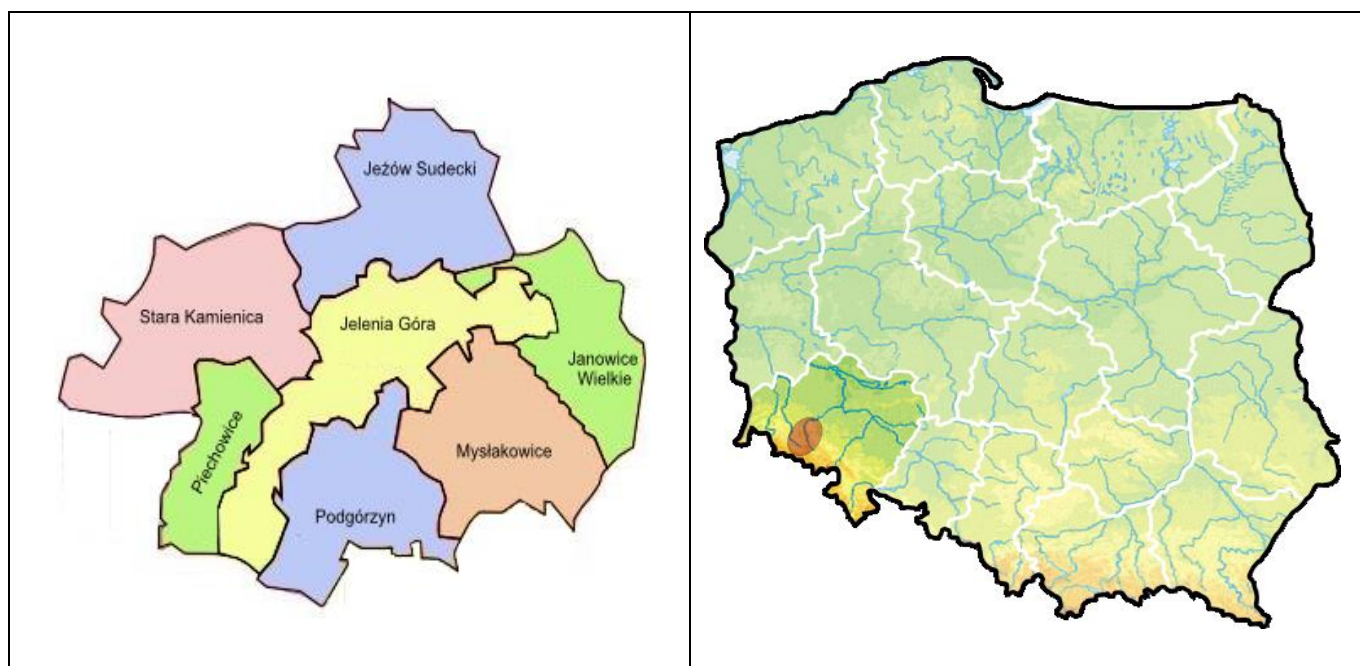 Jeżów Sudecki
Stara Kamienica
Jelenia Góra
Janowice
Wielkie
Piechowice
Mysłakowice
Podgórzyn